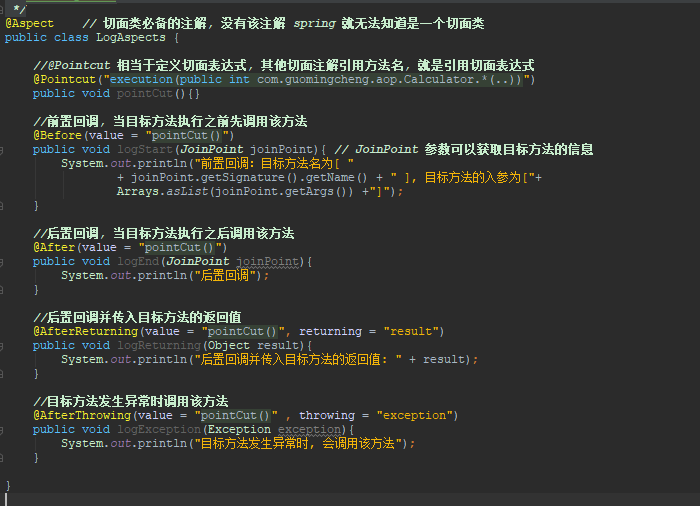 */
@Aspect    // 切面类必备的注解, 没有该注解 spring 就无法知道是一个切面类
public class LogAspects {

    //@Pointcut 相当于定义切面表达式, 其他切面注解引用方法名, 就是引用切面表达式
    @Pointcut("execution(public int com.guomingcheng.aop.Calculator.*(..))")
    public void pointCut(){}

    //前置回调, 当目标方法执行之前先调用该方法
    @Before(value = "pointCut()")
    public void logStart(JoinPoint joinPoint){ // JoinPoint 参数可以获取目标方法的信息
        System.out.println("前置回调: 目标方法名为[ "
                + joinPoint.getSignature().getName() + " ], 目标方法的入参为["+
                Arrays.asList(joinPoint.getArgs()) +"]");
    }

    //后置回调, 当目标方法执行之后调用该方法
    @After(value = "pointCut()")
    public void logEnd(JoinPoint joinPoint){
        System.out.println("后置回调");
    }

    //后置回调并传入目标方法的返回值
    @AfterReturning(value = "pointCut()", returning = "result")
    public void logReturning(Object result){
        System.out.println("后置回调并传入目标方法的返回值: " + result);
    }

    //目标方法发生异常时调用该方法
    @AfterThrowing(value = "pointCut()" , throwing = "exception")
    public void logException(Exception exception){
        System.out.println("目标方法发生异常时, 会调用该方法");
    }

}